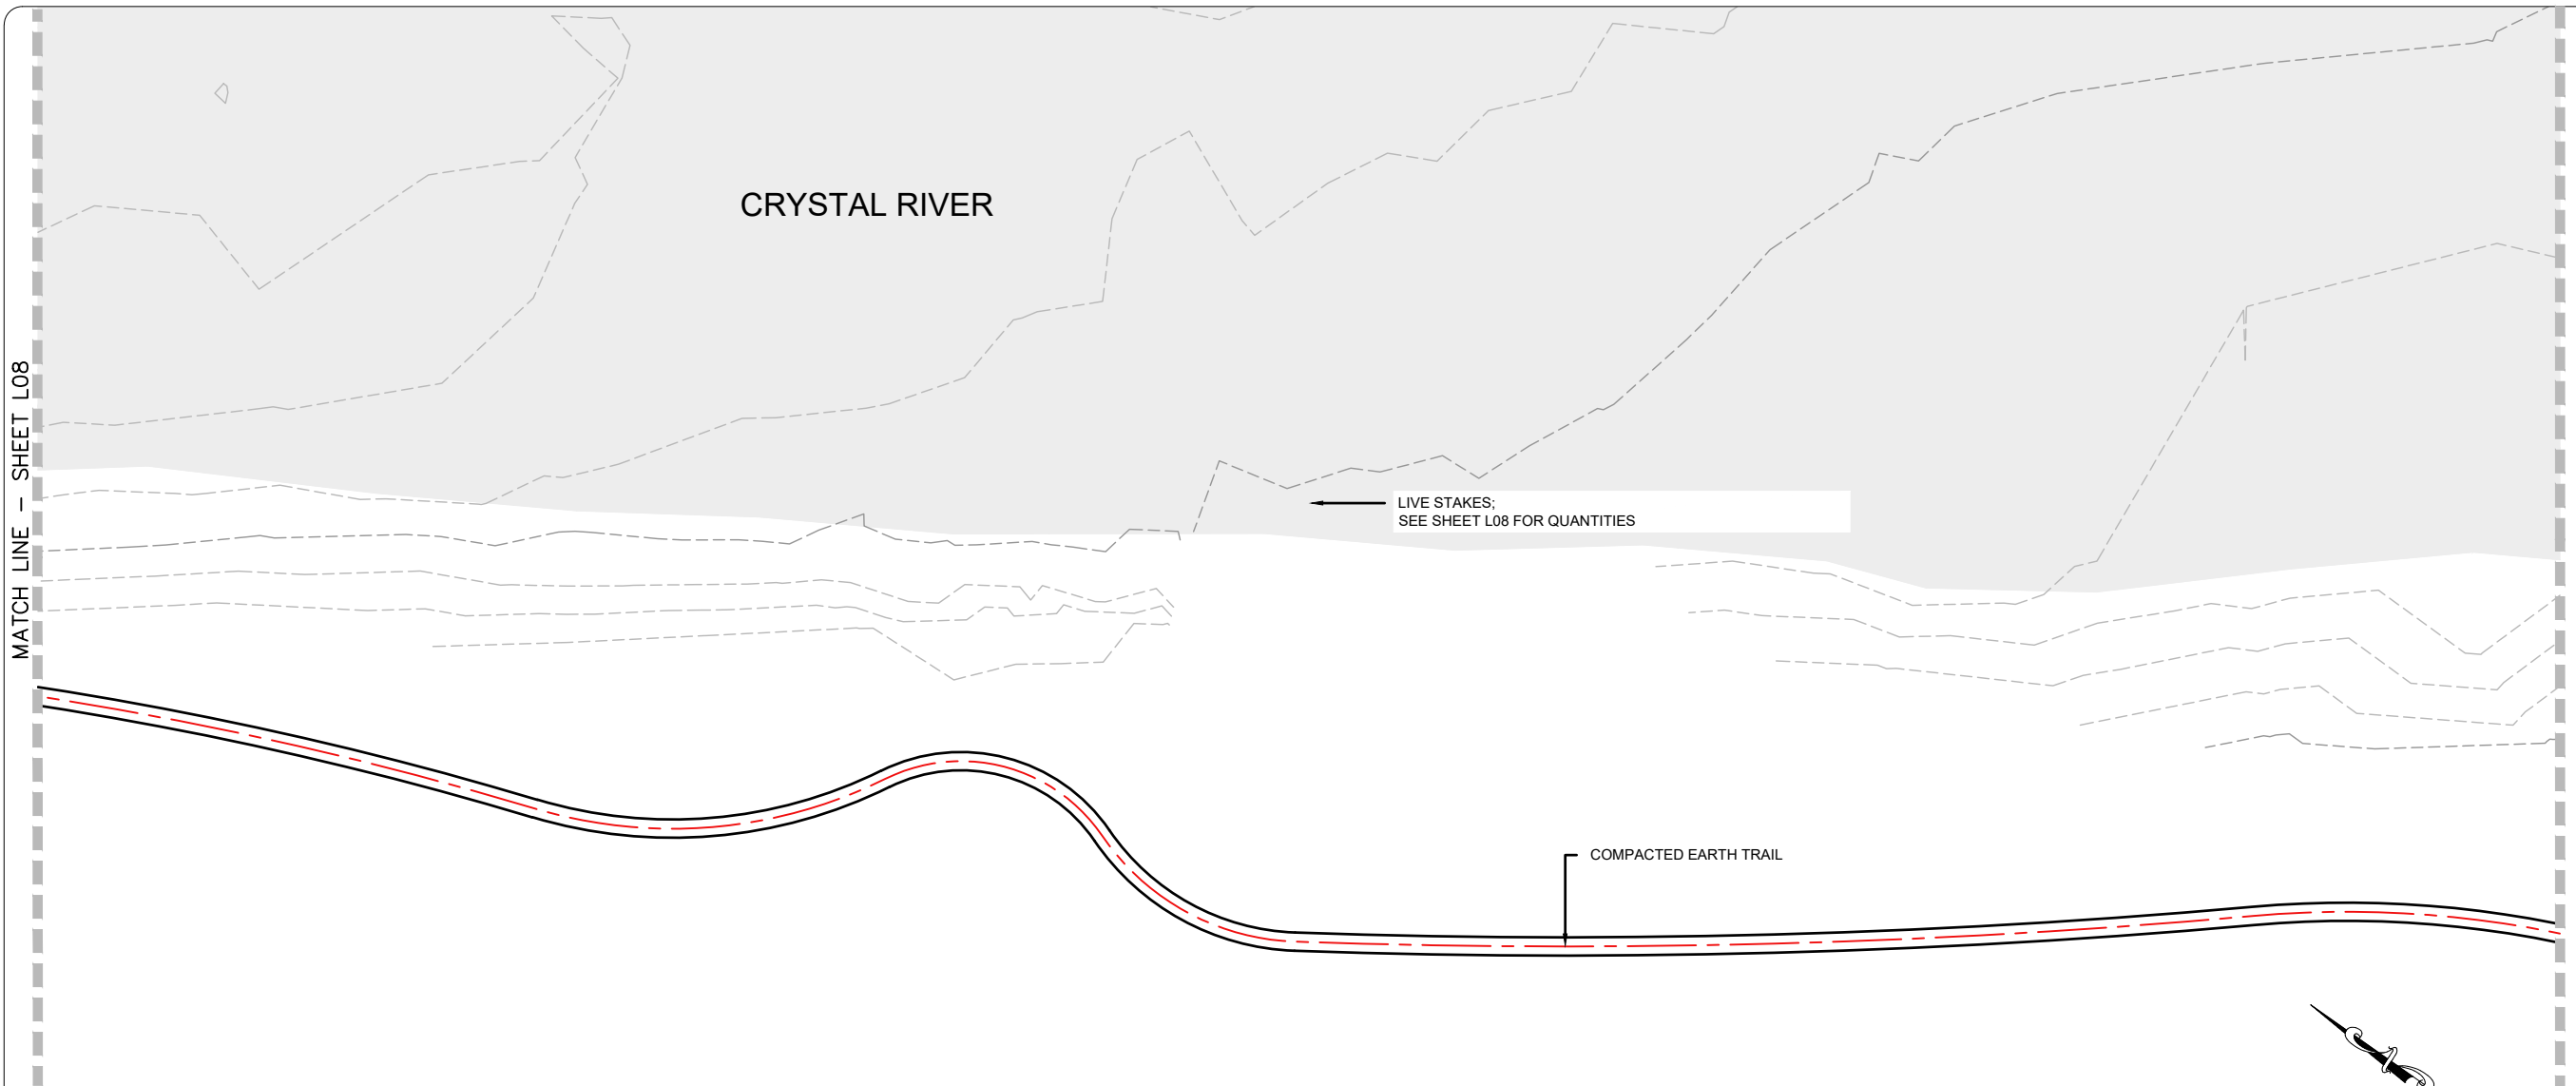 CRYSTAL RIVER
MATCH LINE – SHEET L08
LIVE STAKES;
SEE SHEET L08 FOR QUANTITIES
COMPACTED EARTH TRAIL